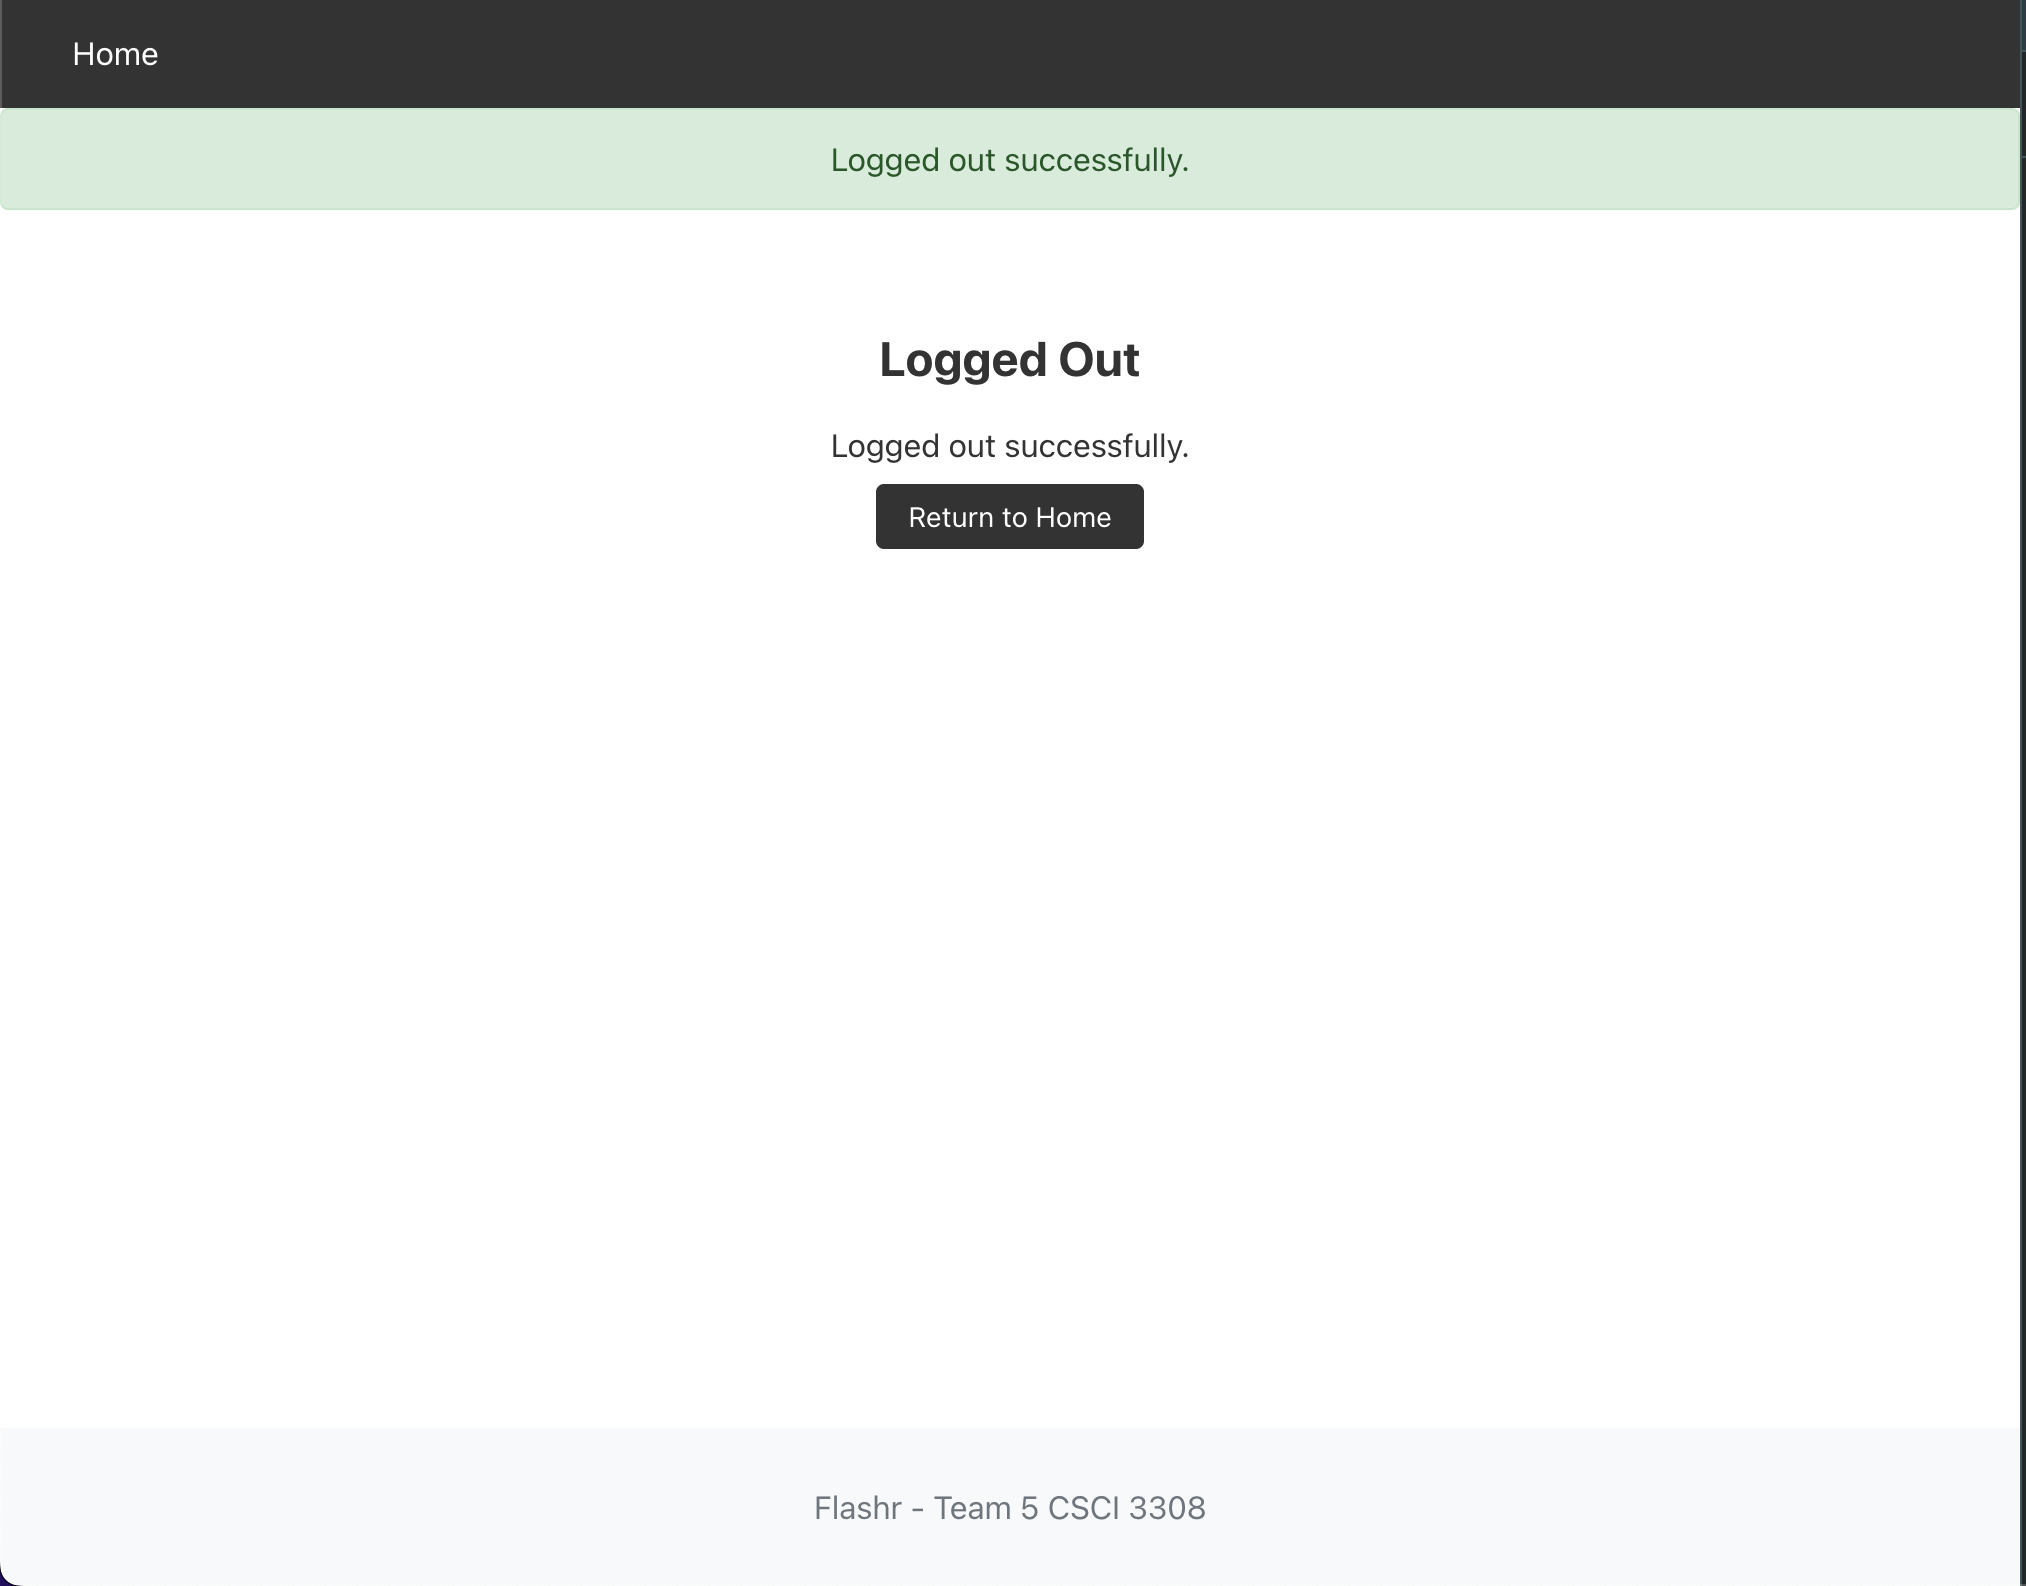 Home
Logged out successfully.
Logged Out
Logged out successfully.
Return to Home
Flashr - Team 5 CSCI 3308